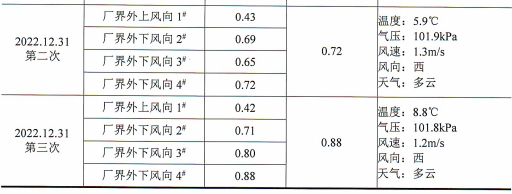 2022.12.31
第二次
厂界外上风向 1# 0.43
厂界外下风向 2# 0.69
厂界外下风向 3# 0.65
厂界外下风向 4# 0.72
0.72
温度：5.9℃
气压：101.9kPa
风速：1.3m/s
风向：西
天气：多云
2022.12.31
第三次
厂界外上风向 1# 0.42
厂界外下风向 2# 0.71
厂界外下风向 3# 0.80
厂界外下风向 4# 0.88
0.88
温度：8.8℃
气压：101.8kPa
风速：1.2m/s
风向：西
天气：多云